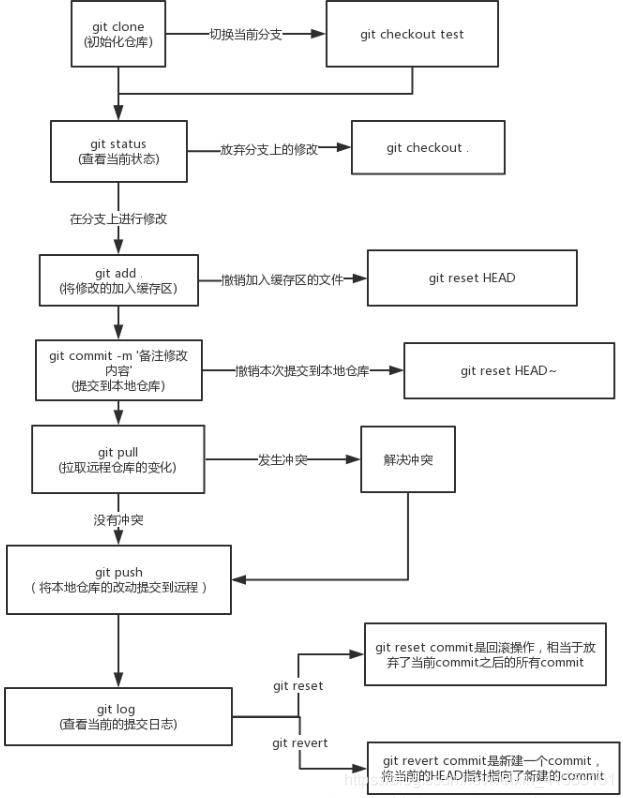 git clone
(初始化仓库)
切换当前分支
git checkout test
git status
(查看当前状态)
放弃分支上的修改
git checkout .
在分支上进行修改
git add .
(将修改的加入缓存区)
撤销加入缓存区的文件
git reset HEAD
git commit -m '备注修改
内容'
(提交到本地仓库)
撤销本次提交到本地仓库
git reset HEAD~
git pull
(拉取远程仓库的变化)
发生冲突
解决冲突
没有冲突
git push
(将本地仓库的改动提交到远程)
git reset commit是回滚操作，相当于放
弃了当前commit之后的所有commit
git reset
git log
(查看当前的提交日志)
git revert
git revert commit是新建一个commit，
将当前的HEAD指针指向了新建的commit